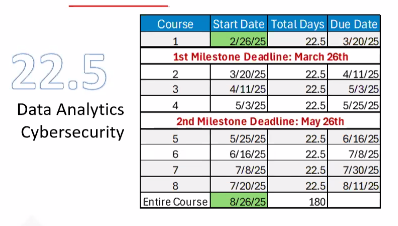 22.5
Data Analytics
Cybersecurity
Course Start Date Total Days Due Date
1 2/26/25 22.5 3/20/25
1st Milestone Deadline: March 26th
2 3/20/25 22.5 4/11/25
3 4/11/25 22.5 5/3/25
4 5/3/25 22.5 5/25/25
2nd Milestone Deadline: May 26th
5 5/25/25 22.5 6/16/25
6 6/16/25 22.5 7/8/25
7 7/8/25 22.5 7/30/25
8 7/20/25 22.5 8/11/25
Entire Course 8/26/25 180